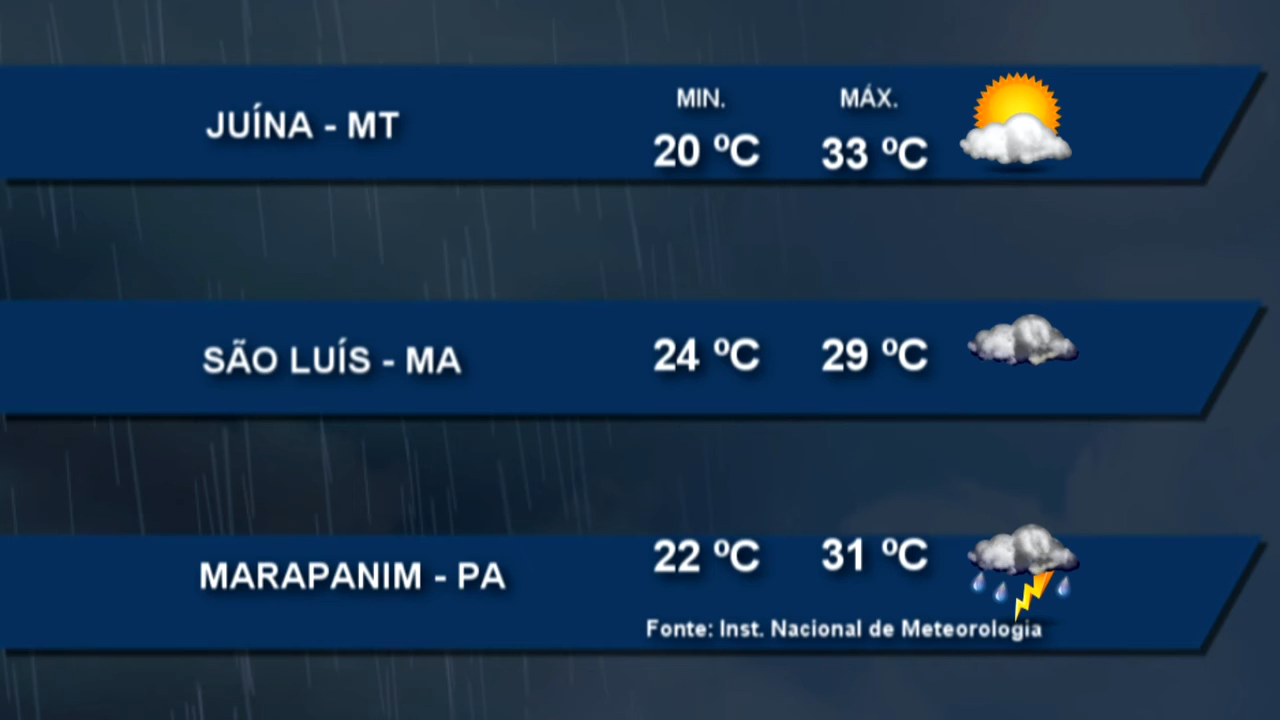 MIN. MÁX.
JUÍNA - MT 20 ºC 33 ºC
SÃO LUÍS - MA 24 ºC 29 ºC
MARAPANIM - PA 22 ºC 31 ºC
Fonte: Inst. Nacional de Meteorologia